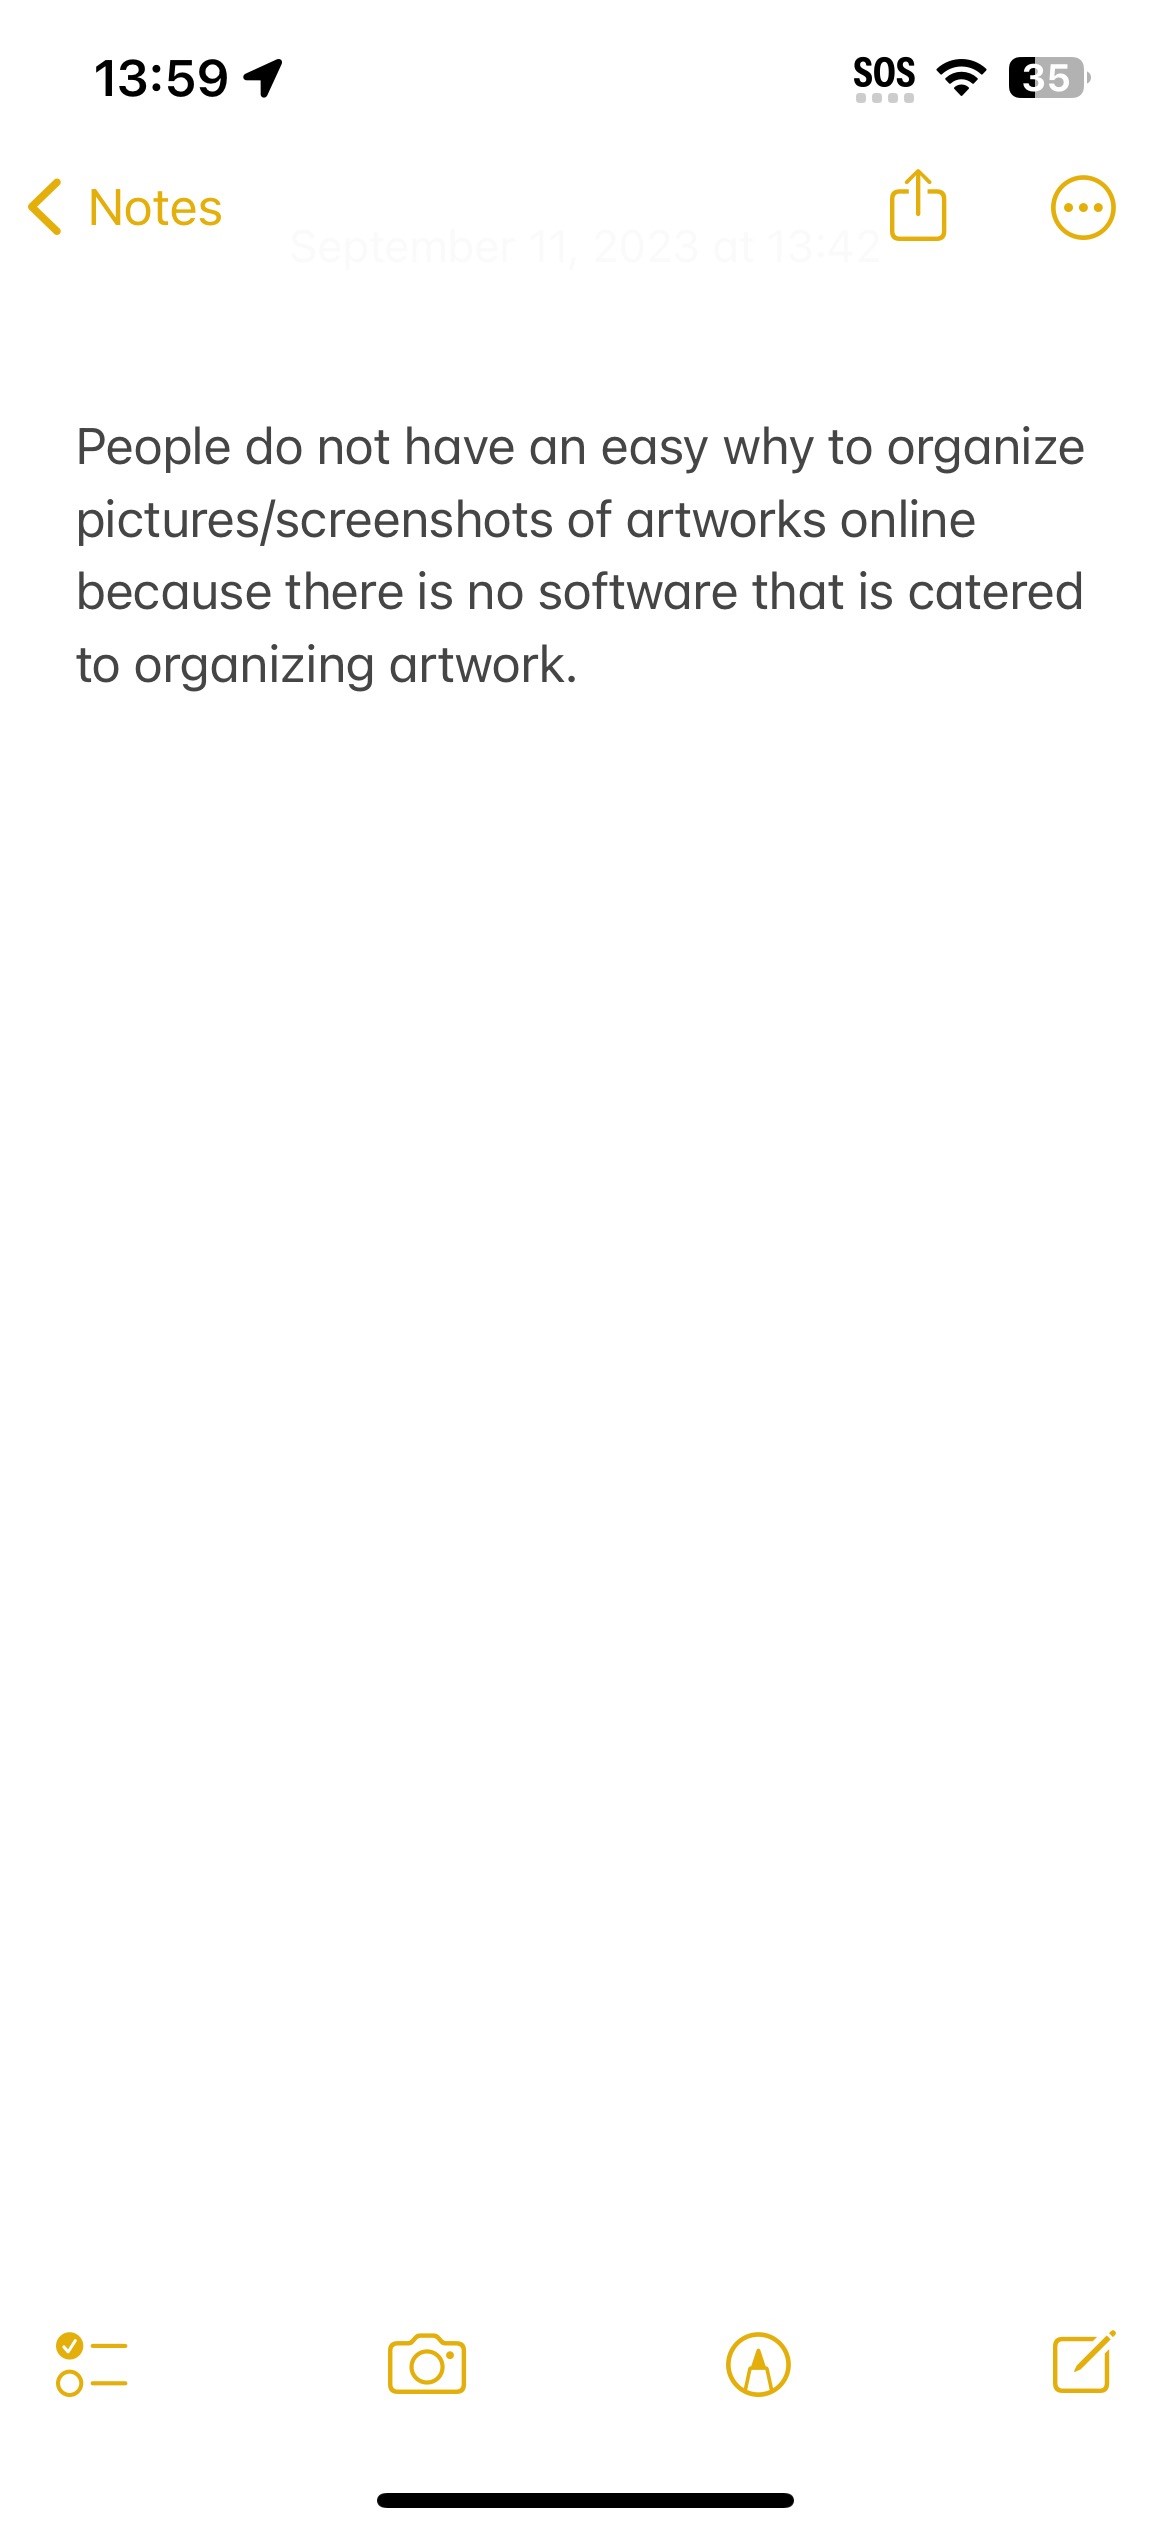 13:59
SOS
35
Notes
September 11, 2023 at 13:42
People do not have an easy why to organize
pictures/screenshots of artworks online
because there is no software that is catered
to organizing artwork.